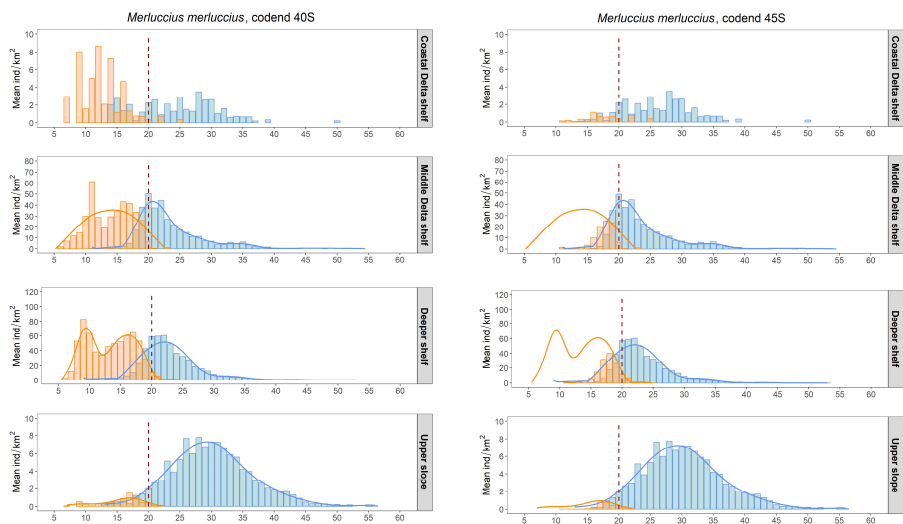 Merluccius merluccius, codend 40S
Mean ind/km²
10
8
6
4
2
0
5 10 15 20 25 30 35 40 45 50 55 60
Coastal Delta shelf
Mean ind/km²
80
70
60
50
40
30
20
10
0
5 10 15 20 25 30 35 40 45 50 55 60
Middle Delta shelf
Mean ind/km²
120
100
80
60
40
20
0
5 10 15 20 25 30 35 40 45 50 55 60
Deeper shelf
Mean ind/km²
10
8
6
4
2
0
5 10 15 20 25 30 35 40 45 50 55 60
Upper slope
Merluccius merluccius, codend 45S
Mean ind/km²
10
8
6
4
2
0
5 10 15 20 25 30 35 40 45 50 55 60
Coastal Delta shelf
Mean ind/km²
80
70
60
50
40
30
20
10
0
5 10 15 20 25 30 35 40 45 50 55 60
Middle Delta shelf
Mean ind/km²
120
100
80
60
40
20
0
5 10 15 20 25 30 35 40 45 50 55 60
Deeper shelf
Mean ind/km²
8
6
4
2
0
5 10 15 20 25 30 35 40 45 50 55 60
Upper slope